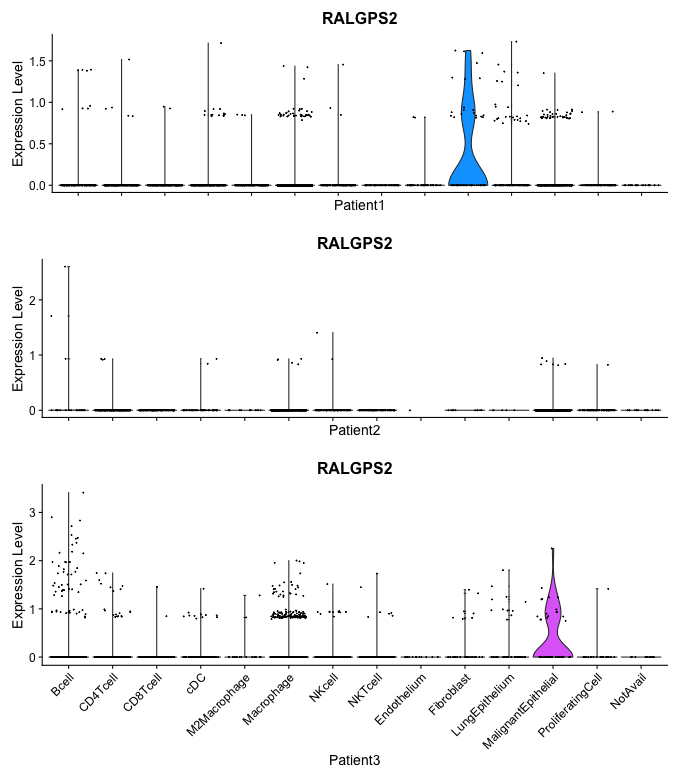 RALGPS2
Expression Level
1.5
1.0
0.5
0.0
Patient1
RALGPS2
Expression Level
2
1
0
Patient2
RALGPS2
Expression Level
3
2
1
0
Bcell
CD4Tcell
CD8Tcell
cDC
M2Macrophage
Macrophage
NKcell
NKTcell
Endothelium
Fibroblast
LungEpithelium
MalignantEpithelial
ProliferatingCell
NotAvail
Patient3